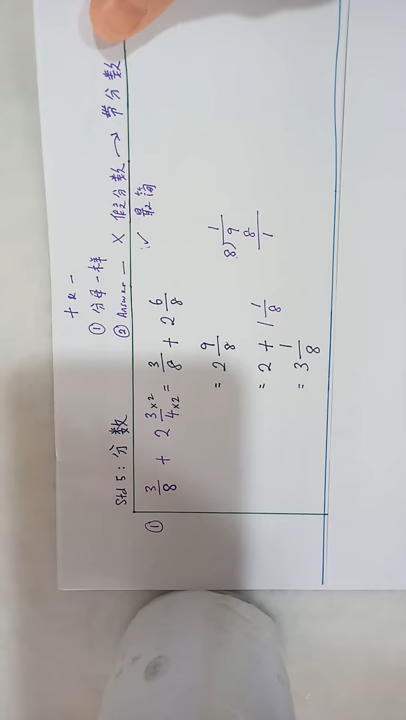 + & -
① 分母一样
Std 5: 分数 ② Answer — × 假分数 → 带分数
✓ 最简
① 3/8 + 2 3×2/4×2 = 3/8 + 2 6/8
= 2 9/8
= 2 + 1 1/8
= 3 1/8
1
8)9
8
1